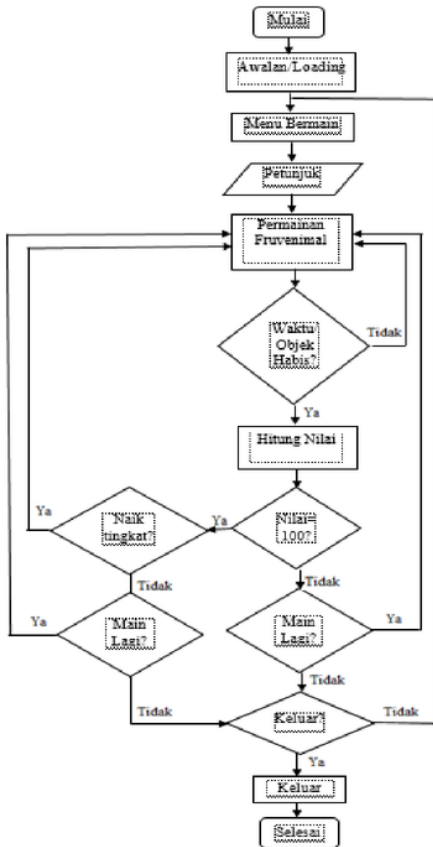 Mulai
Awalan/Loading
Menu Bermain
Petunjuk
Permainan
Fruvenimal
Waktu/
Objek
Habis?
Tidak
Ya
Hitung Nilai
Nilai=
100?
Ya
Naik
tingkat?
Ya
Tidak
Tidak
Main
Lagi?
Ya
Main
Lagi?
Ya
Tidak
Tidak
Keluar?
Tidak
Ya
Keluar
Selesai